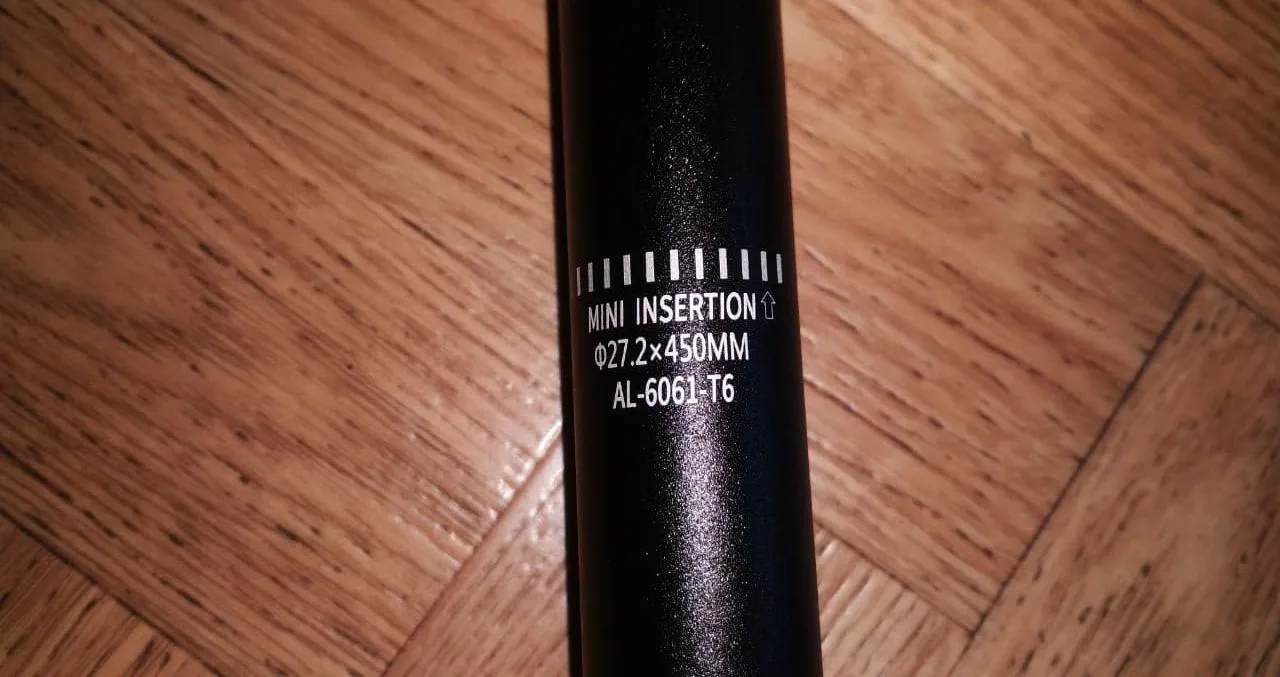 MINI INSERTION⇧
Φ27.2×450MM
AL-6061-T6